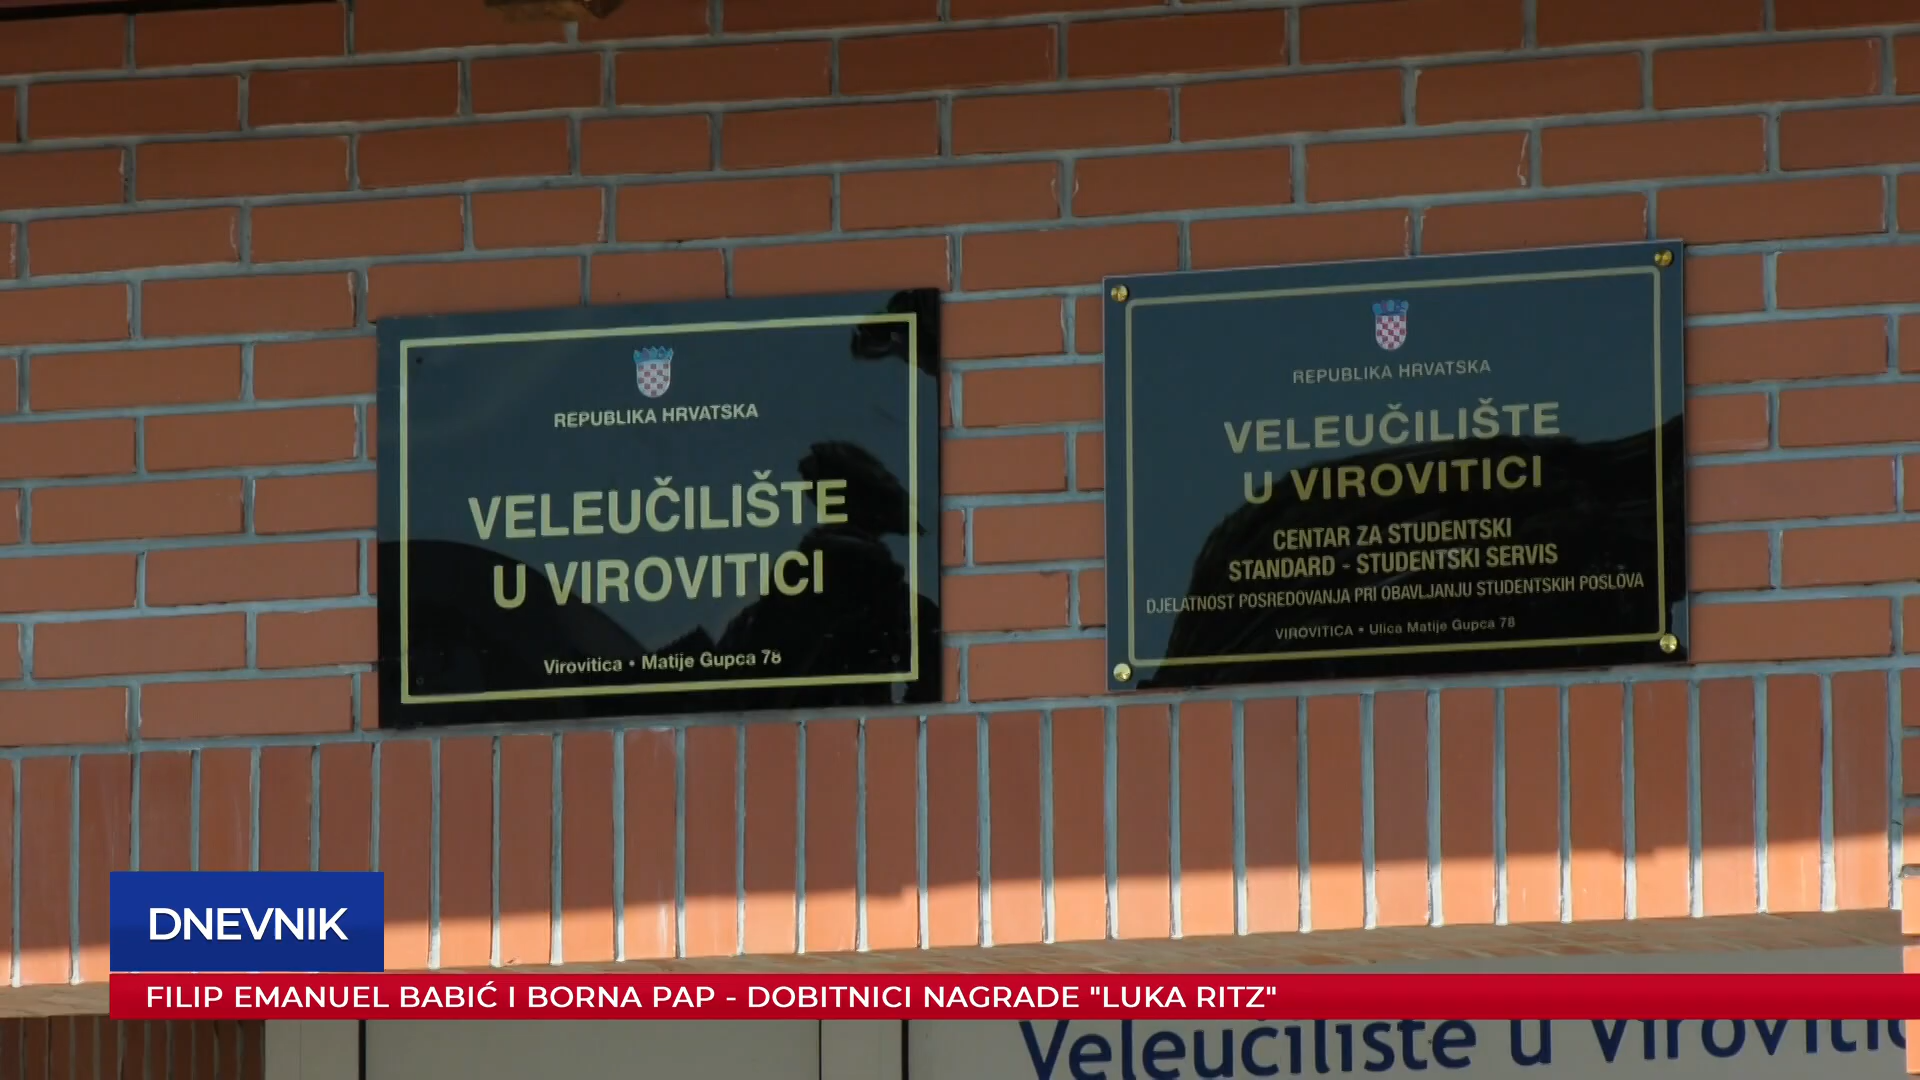 REPUBLIKA HRVATSKA
VELEUČILIŠTE
U VIROVITICI
Virovitica • Matije Gupca 78
REPUBLIKA HRVATSKA
VELEUČILIŠTE
U VIROVITICI
CENTAR ZA STUDENTSKI
STANDARD - STUDENTSKI SERVIS
DJELATNOST POSREDOVANJA PRI OBAVLJANJU STUDENTSKIH POSLOVA
VIROVITICA • Ulica Matije Gupca 78
DNEVNIK
FILIP EMANUEL BABIĆ I BORNA PAP - DOBITNICI NAGRADE "LUKA RITZ"
Veleučilište u Virovitic